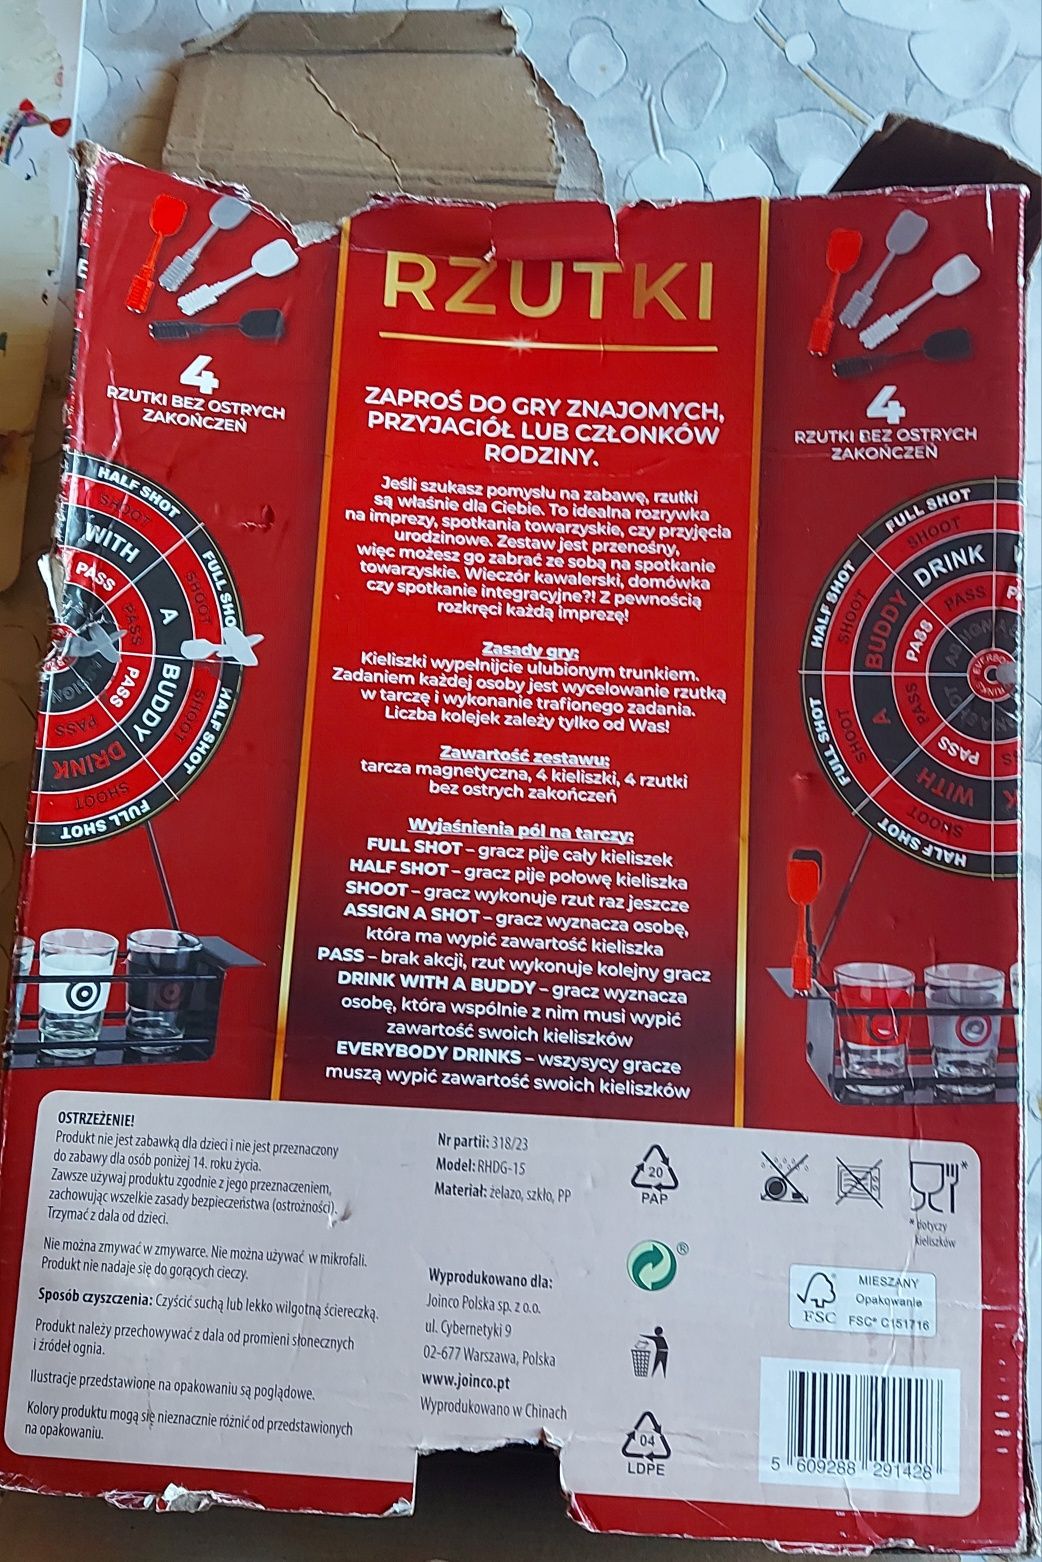 RZUTKI
4
RZUTKI BEZ OSTRYCH
ZAKOŃCZEŃ
4
RZUTKI BEZ OSTRYCH
ZAKOŃCZEŃ
ZAPROŚ DO GRY ZNAJOMYCH,
PRZYJACIÓŁ LUB CZŁONKÓW
RODZINY.
Jeśli szukasz pomysłu na zabawę, rzutki
są właśnie dla Ciebie. To idealna rozrywka
na imprezy, spotkania towarzyskie, czy przyjęcia
urodzinowe. Zestaw jest przenośny,
więc możesz go zabrać ze sobą na spotkanie
towarzyskie. Wieczór kawalerski, domówka
czy spotkanie integracyjne?! Z pewnością
rozkręci każdą imprezę!
Zasady gry:
Kieliszki wypełnijcie ulubionym trunkiem.
Zadaniem każdej osoby jest wycelowanie rzutką
w tarczę i wykonanie trafionego zadania.
Liczba kolejek zależy tylko od Was!
Zawartość zestawu:
tarcza magnetyczna, 4 kieliszki, 4 rzutki
bez ostrych zakończeń
Wyjaśnienia pól na tarczy:
FULL SHOT – gracz pije cały kieliszek
HALF SHOT – gracz pije połowę kieliszka
SHOOT – gracz wykonuje rzut raz jeszcze
ASSIGN A SHOT – gracz wyznacza osobę,
która ma wypić zawartość kieliszka
PASS – brak akcji, rzut wykonuje kolejny gracz
DRINK WITH A BUDDY – gracz wyznacza
osobę, która wspólnie z nim musi wypić
zawartość swoich kieliszków
EVERYBODY DRINKS – wszysycy gracze
muszą wypić zawartość swoich kieliszków
HALF SHOT
FULL SHOT
HALF SHOT
FULL SHOT
SHOOT
SHOOT
SHOOT
SHOOT
WITH
A
BUDDY
DRINK
PASS
PASS
PASS
PASS
FULL SHOT
HALF SHOT
FULL SHOT
HALF SHOT
SHOOT
SHOOT
SHOOT
SHOOT
DRINK
BUDDY
A
WITH
PASS
PASS
PASS
PASS
OSTRZEŻENIE!
Produkt nie jest zabawką dla dzieci i nie jest przeznaczony
do zabawy dla osób poniżej 14. roku życia.
Zawsze używaj produktu zgodnie z jego przeznaczeniem,
zachowując wszelkie zasady bezpieczeństwa (ostrożności).
Trzymać z dala od dzieci.
Nie można zmywać w zmywarce. Nie można używać w mikrofali.
Produkt nie nadaje się do gorących cieczy.
Sposób czyszczenia: Czyścić suchą lub lekko wilgotną ściereczką.
Produkt należy przechowywać z dala od promieni słonecznych
i źródeł ognia.
Ilustracje przedstawione na opakowaniu są poglądowe.
Kolory produktu mogą się nieznacznie różnić od przedstawionych
na opakowaniu.
Nr partii: 318/23
Model: RHDG-15
Materiał: żelazo, szkło, PP
Wyprodukowano dla:
Joinco Polska sp. z o.o.
ul. Cybernetyki 9
02-677 Warszawa, Polska
www.joinco.pt
Wyprodukowano w Chinach
20
PAP
®
04
LDPE
*
* dotyczy
kieliszków
FSC
MIESZANY
Opakowanie
FSC® C151716
5 609288 291428